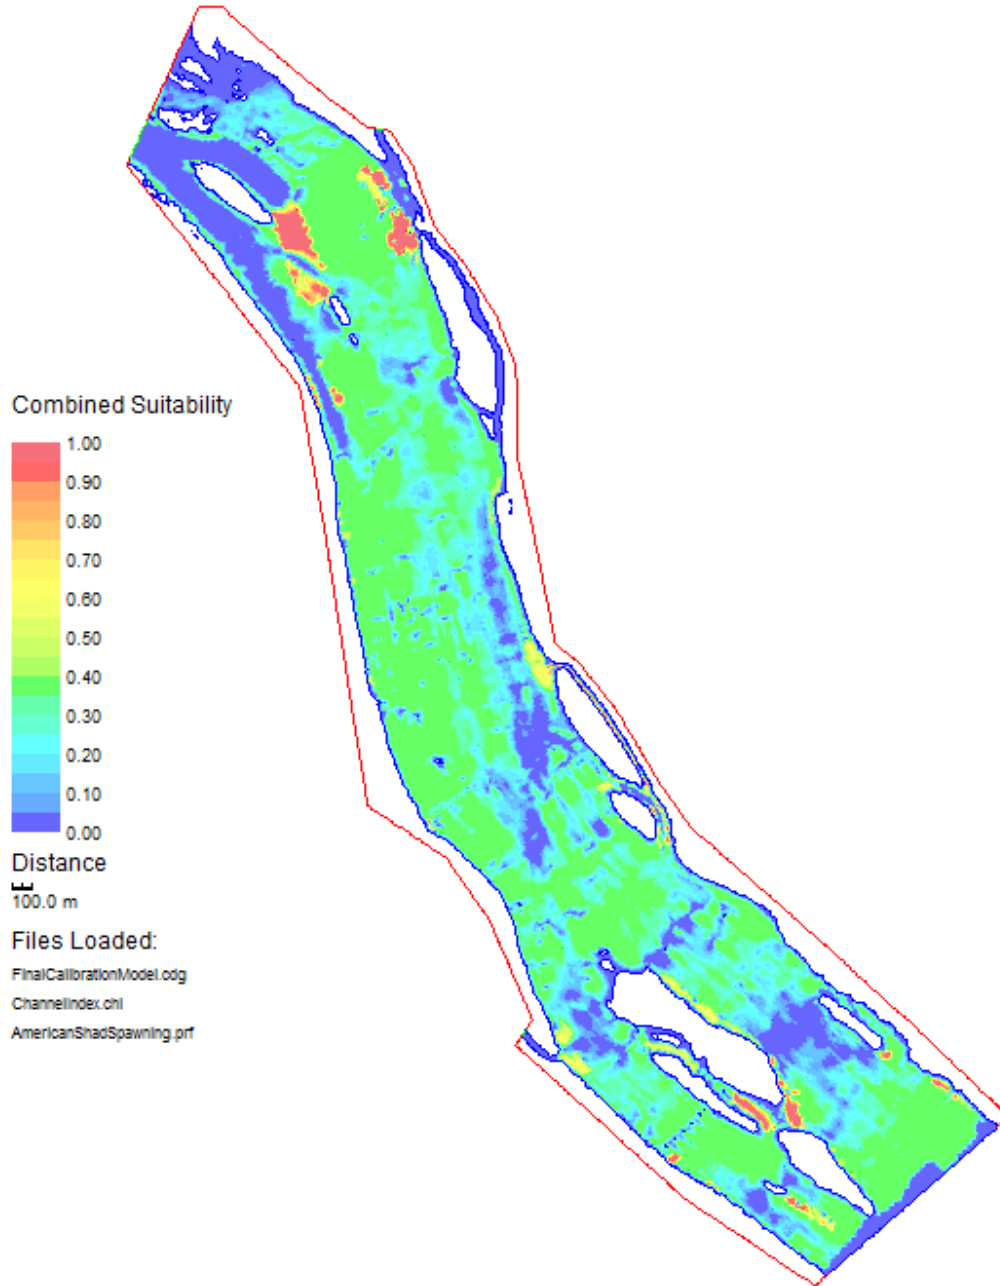 Combined Suitability
1.00
0.90
0.80
0.70
0.60
0.50
0.40
0.30
0.20
0.10
0.00
Distance
100.0 m
Files Loaded:
FinalCalibrationModel.cdg
ChannelIndex.chi
AmericanShadSpawning.prf